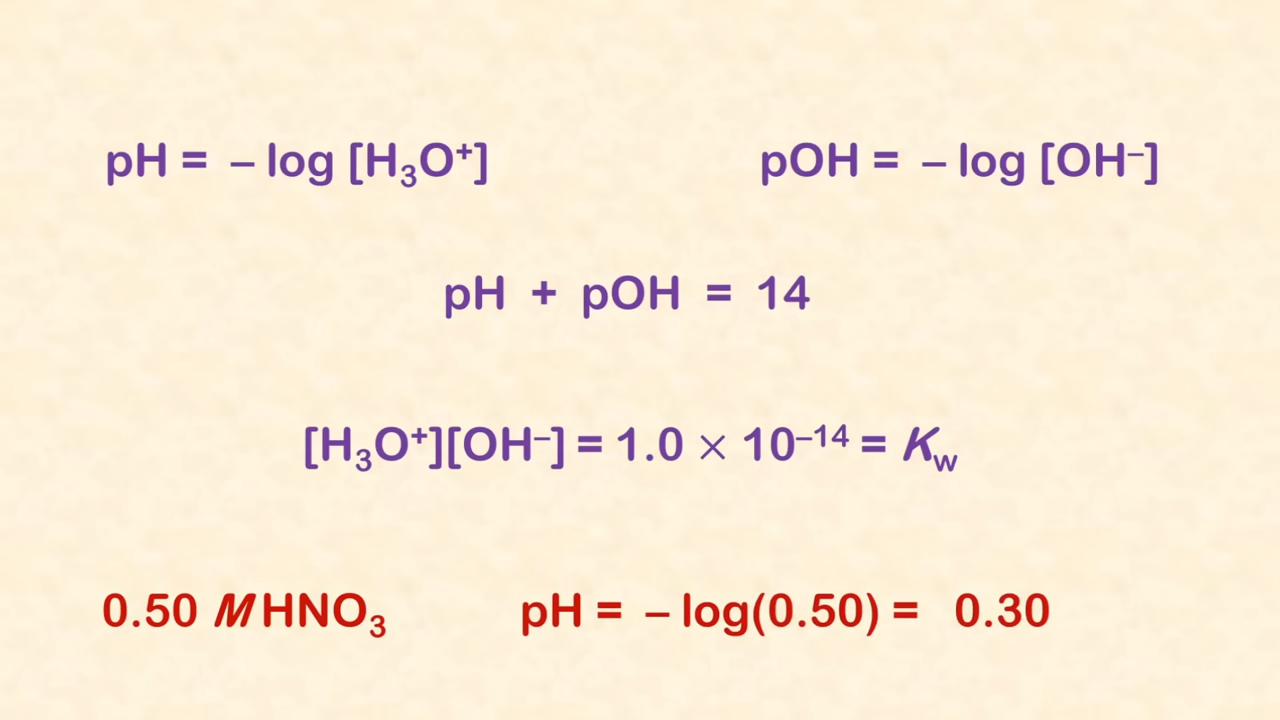 pH = – log [H₃O⁺] pOH = – log [OH⁻]
pH + pOH = 14
[H₃O⁺][OH⁻] = 1.0 × 10⁻¹⁴ = K_w
0.50 M HNO₃ pH = – log(0.50) = 0.30